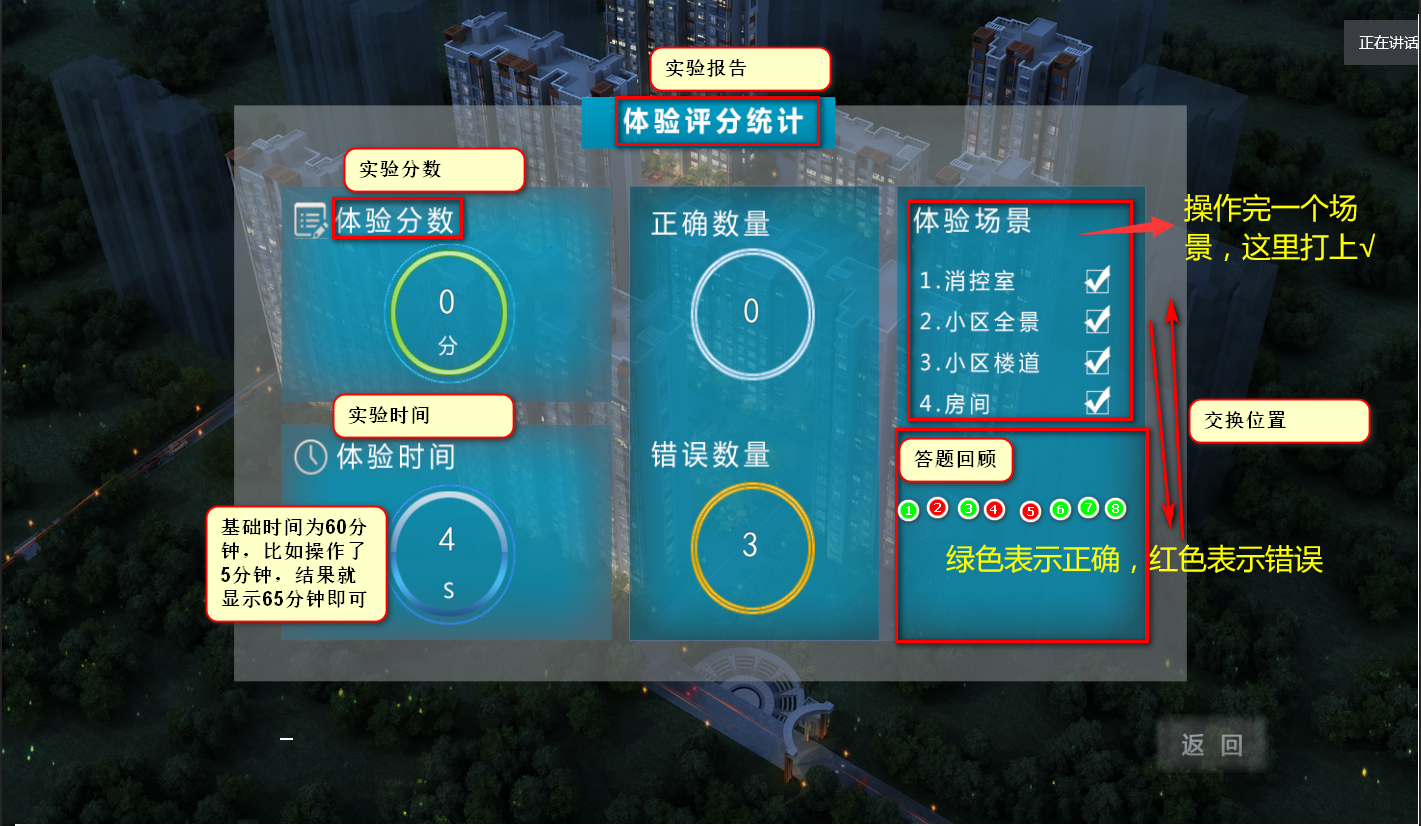 正在讲话
实验报告
体验评分统计
实验分数
体验分数
0
分
正确数量
0
体验场景
1.消控室
2.小区全景
3.小区楼道
4.房间
操作完一个场
景，这里打上√
交换位置
实验时间
体验时间
4
S
基础时间为60分
钟，比如操作了
5分钟，结果就
显示65分钟即可
错误数量
3
答题回顾
1 2 3 4 5 6 7 8
绿色表示正确，红色表示错误
返 回